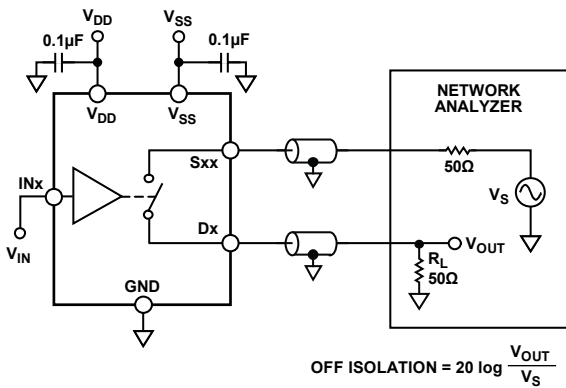 VDD
VSS
0.1µF
0.1µF
VDD
VSS
NETWORK
ANALYZER
Sxx
50Ω
VS
INx
VIN
Dx
VOUT
RL
50Ω
GND
OFF ISOLATION = 20 log VOUT
VS